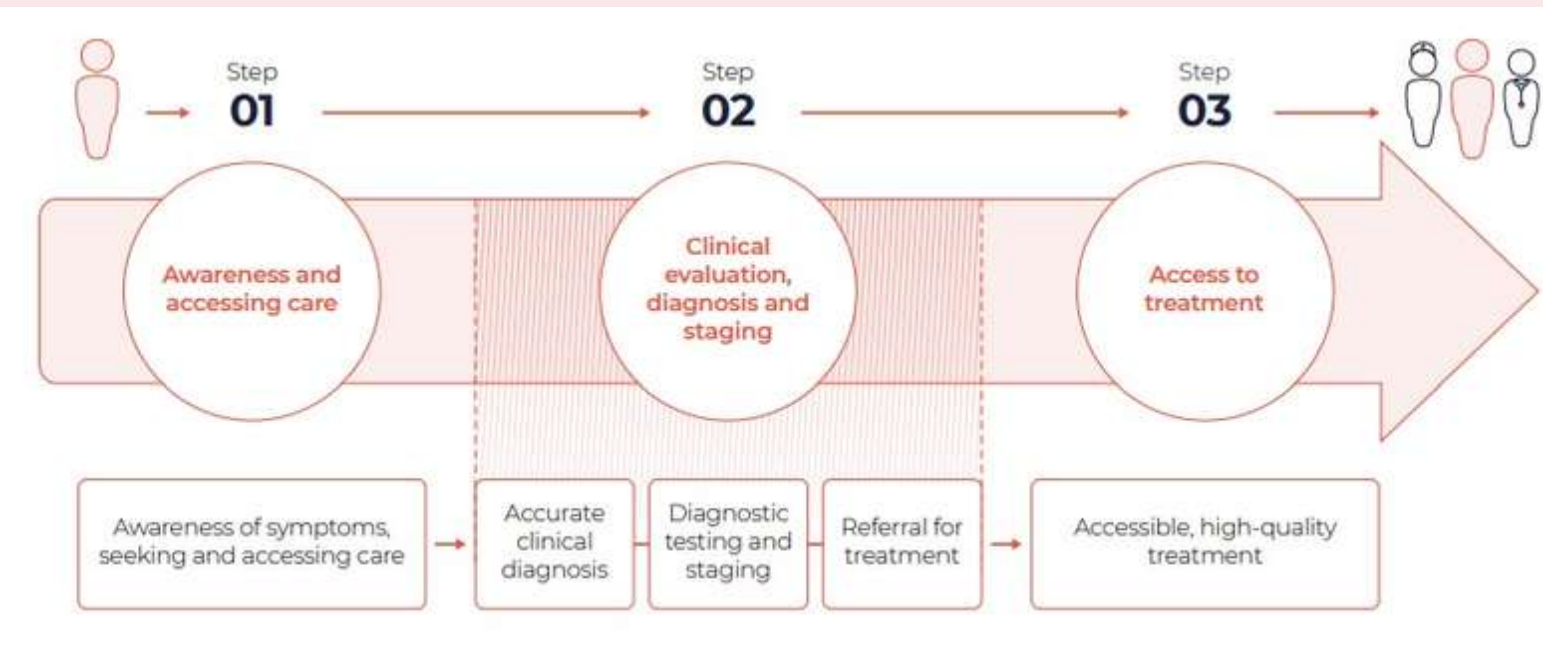 Step
01
Step
02
Step
03
Awareness and
accessing care
Clinical
evaluation,
diagnosis and
staging
Access to
treatment
Awareness of symptoms,
seeking and accessing care
Accurate
clinical
diagnosis
Diagnostic
testing and
staging
Referral for
treatment
Accessible, high-quality
treatment